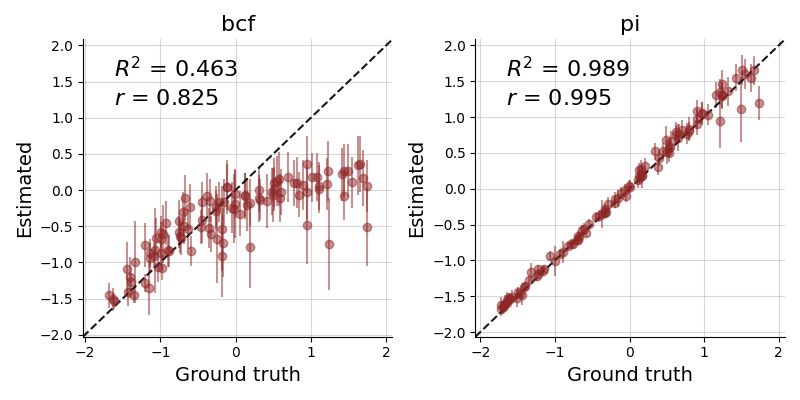 bcf
R² = 0.463
r = 0.825
Estimated
2.0
1.5
1.0
0.5
0.0
−0.5
−1.0
−1.5
−2.0
−2
−1
0
1
2
Ground truth
pi
R² = 0.989
r = 0.995
Estimated
2.0
1.5
1.0
0.5
0.0
−0.5
−1.0
−1.5
−2.0
−2
−1
0
1
2
Ground truth